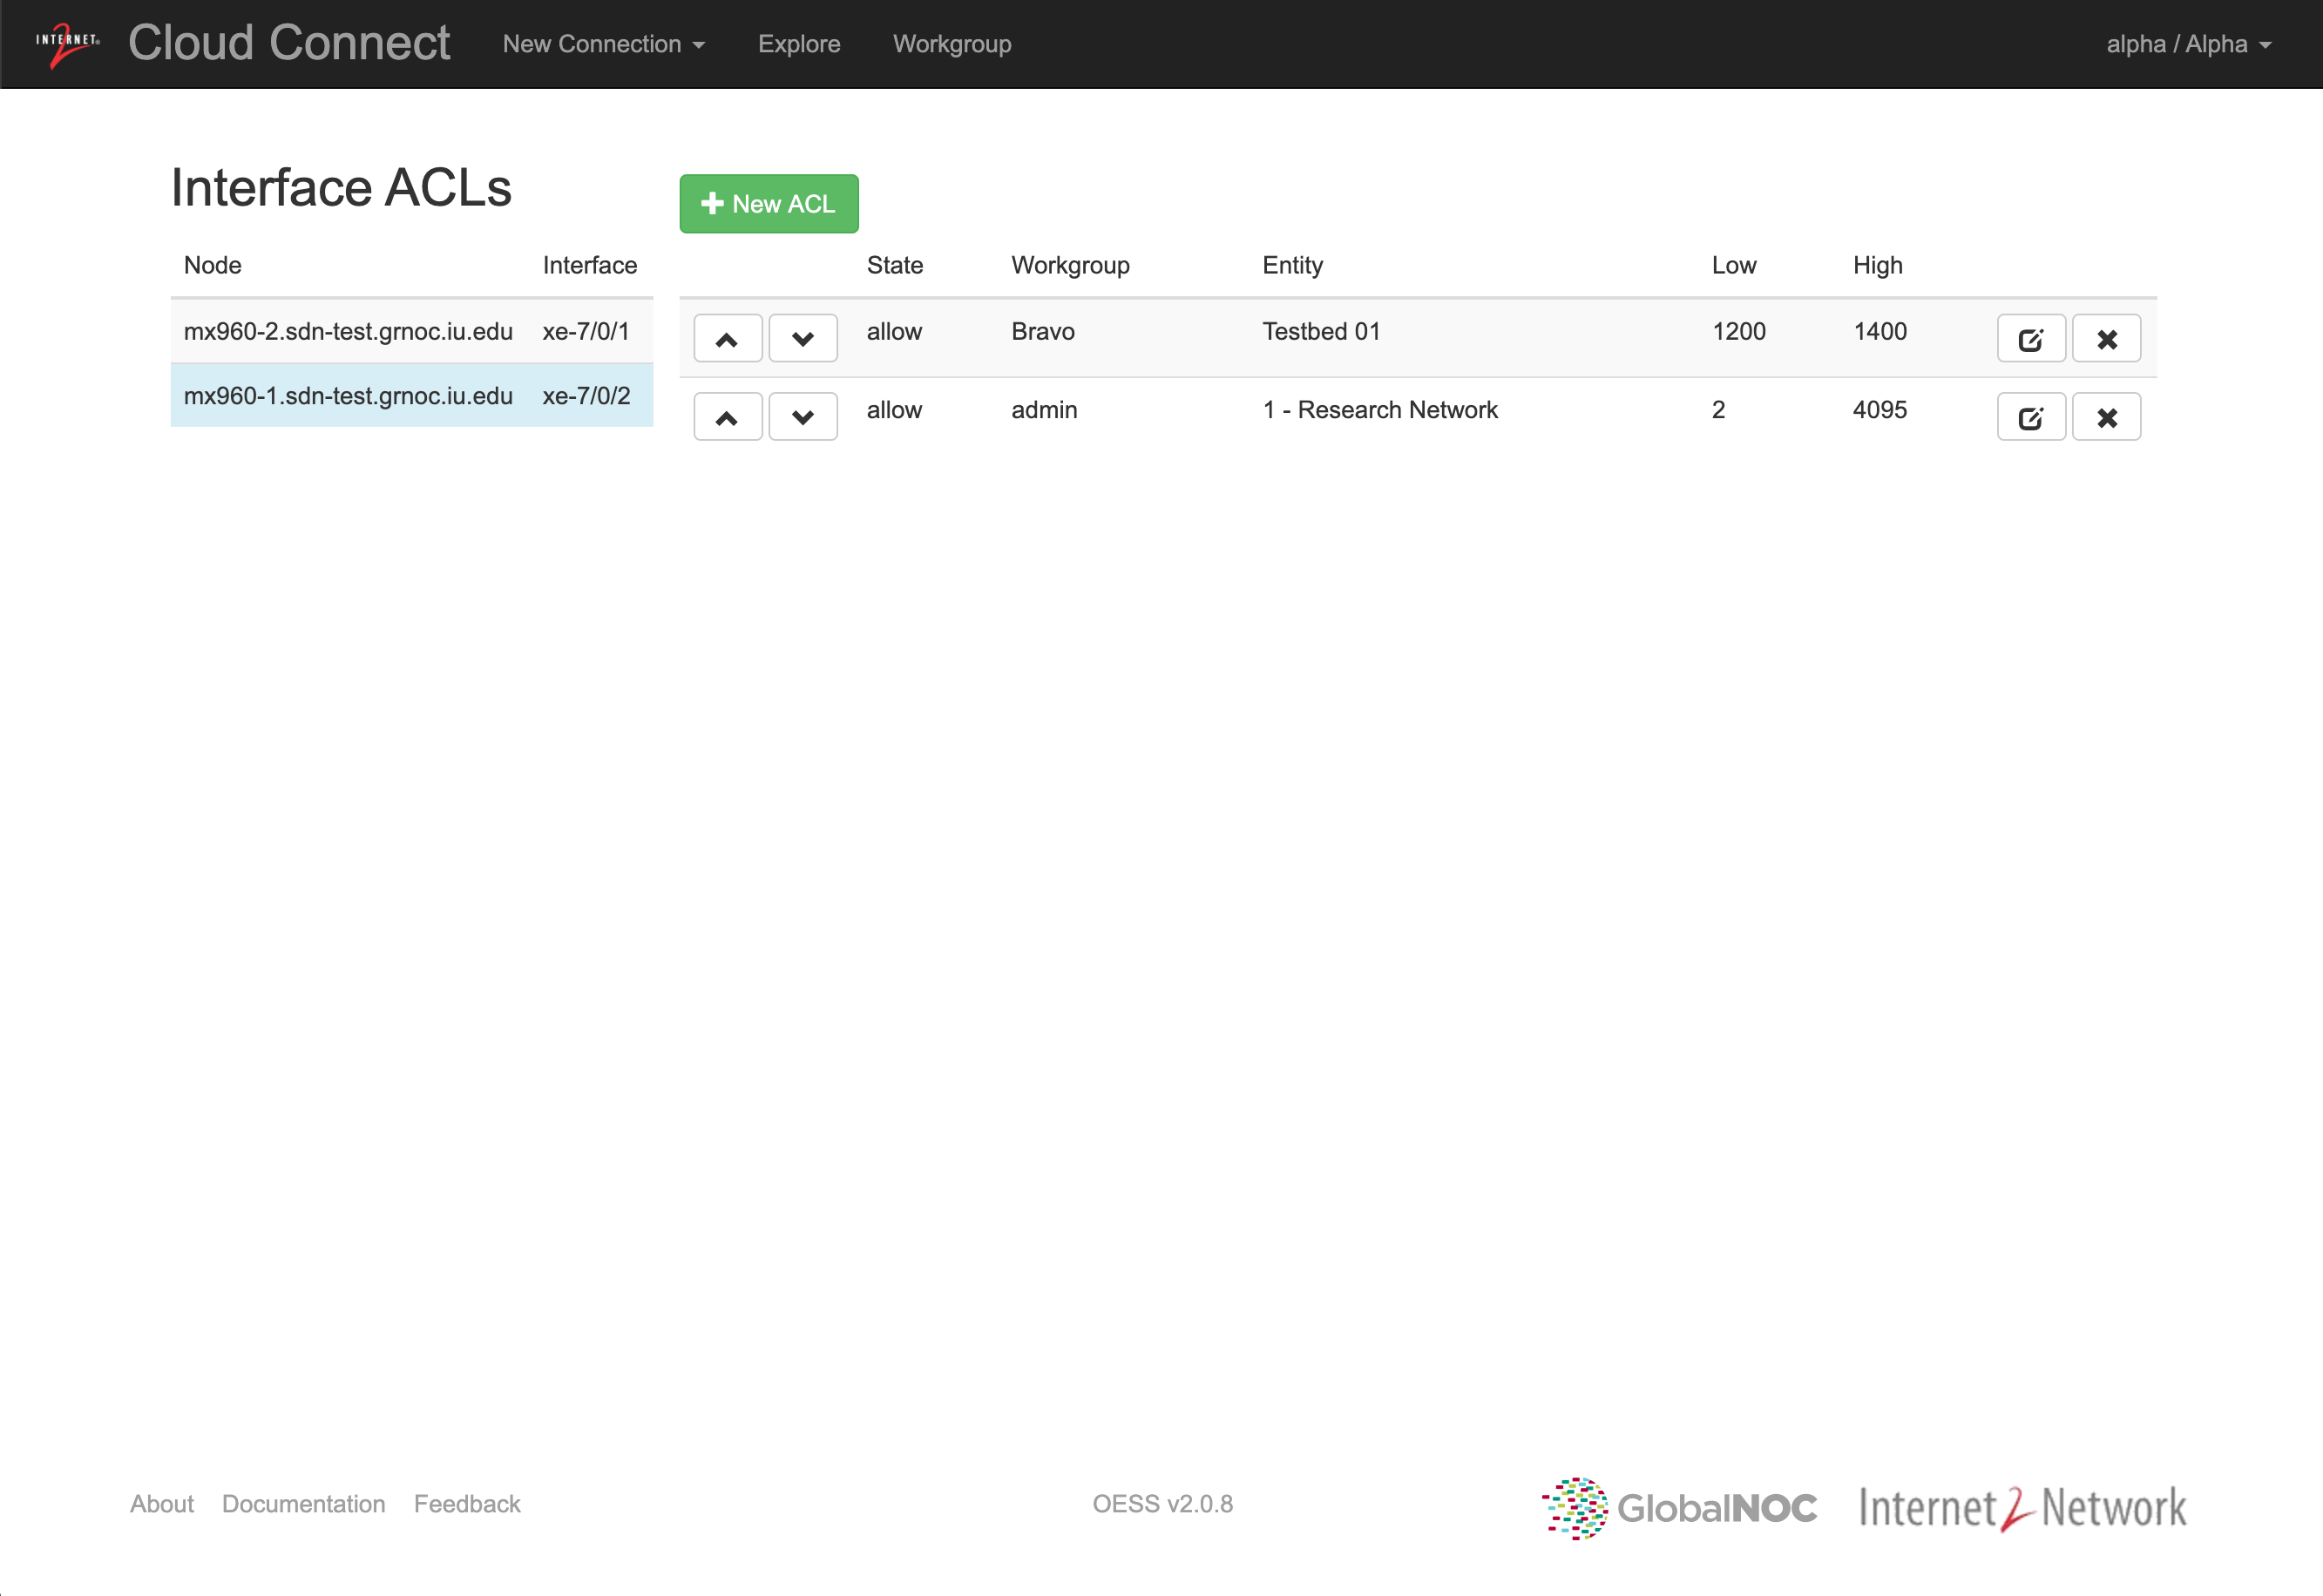 INTERNET 2 Cloud Connect New Connection Explore Workgroup alpha / Alpha
Interface ACLs
New ACL
Node Interface
State Workgroup Entity Low High
mx960-2.sdn-test.grnoc.iu.edu xe-7/0/1
allow Bravo Testbed 01 1200 1400
mx960-1.sdn-test.grnoc.iu.edu xe-7/0/2
allow admin 1 - Research Network 2 4095
About Documentation Feedback OESS v2.0.8 GlobalNOC Internet2 Network